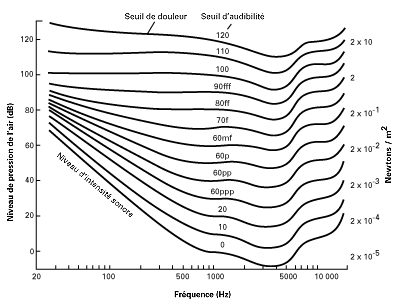 Seuil de douleur
Seuil d'audibilité
120
120
110
100
100
90fff
80
80ff
70f
60
60mf
60p
40
60pp
60ppp
20
20
10
0
0
Niveau d'intensité sonore
2 x 10
2
2 x 10-1
2 x 10-2
2 x 10-3
2 x 10-4
2 x 10-5
Niveau de pression de l'air (dB)
Newtons / m2
20
100
500
1000
5000
10 000
Fréquence (Hz)